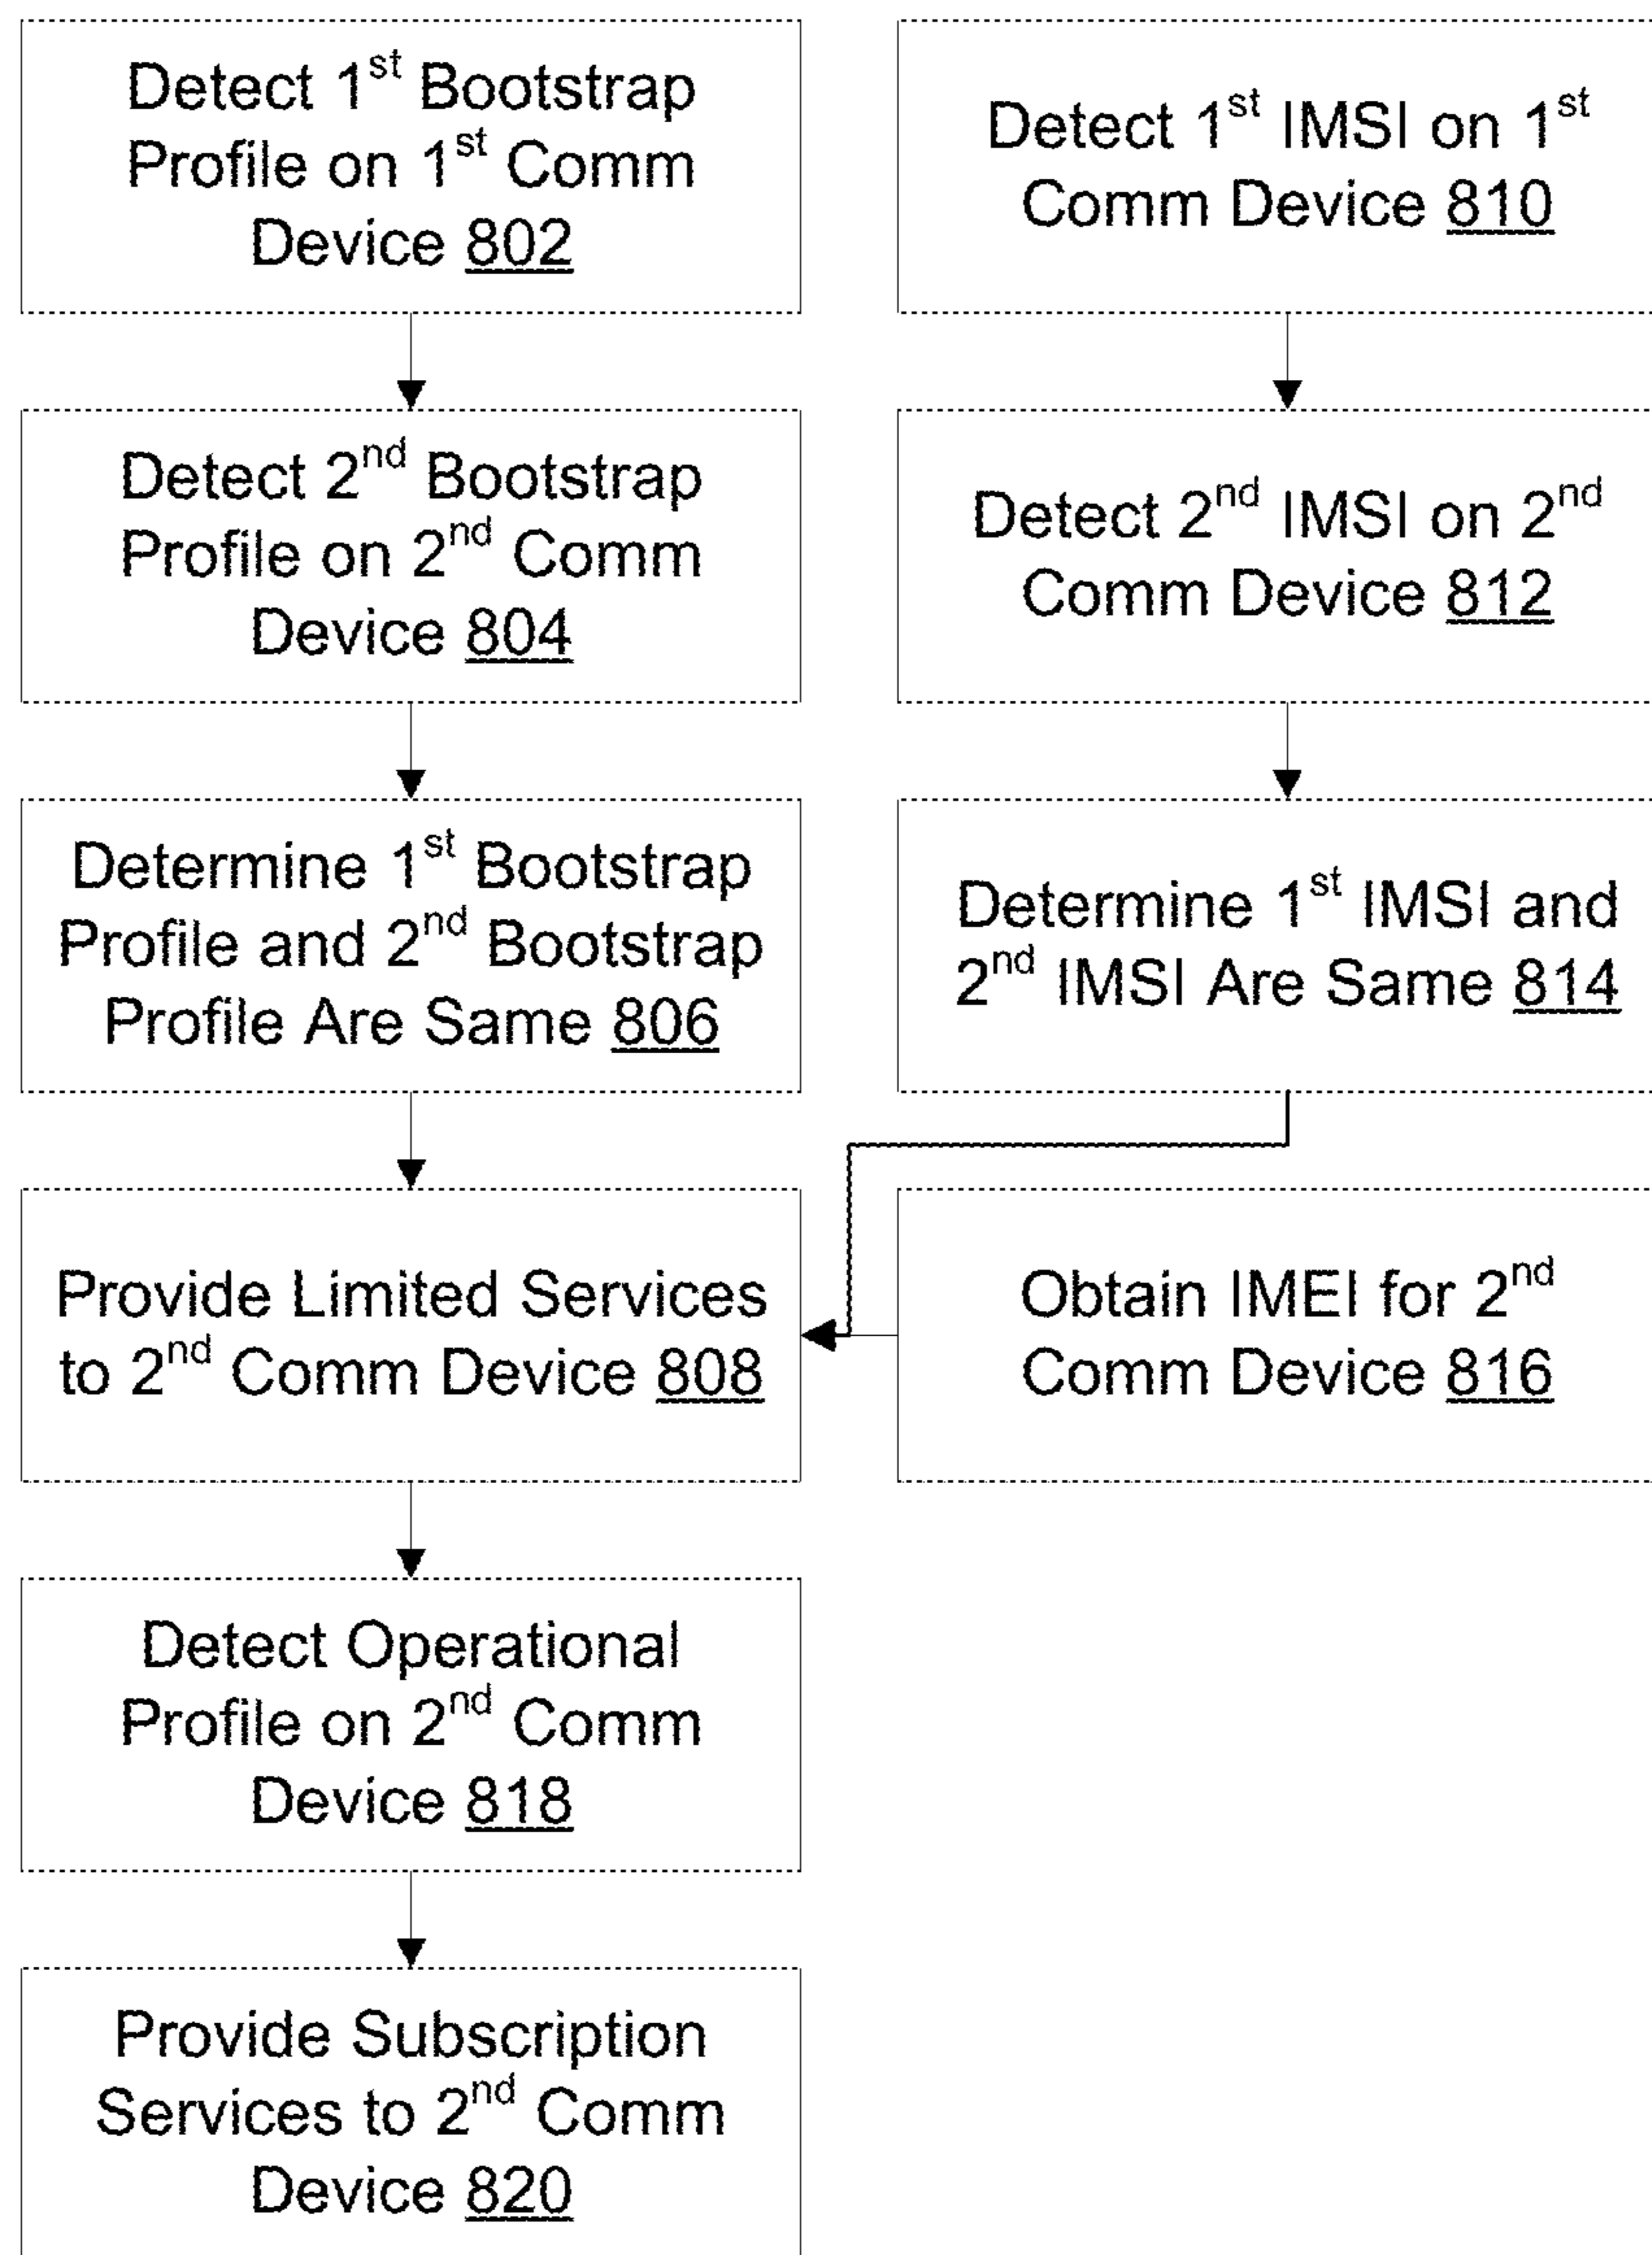 Detect 1st Bootstrap
Profile on 1st Comm
Device 802
Detect 2nd Bootstrap
Profile on 2nd Comm
Device 804
Determine 1st Bootstrap
Profile and 2nd Bootstrap
Profile Are Same 806
Provide Limited Services
to 2nd Comm Device 808
Detect Operational
Profile on 2nd Comm
Device 818
Provide Subscription
Services to 2nd Comm
Device 820
Detect 1st IMSI on 1st
Comm Device 810
Detect 2nd IMSI on 2nd
Comm Device 812
Determine 1st IMSI and
2nd IMSI Are Same 814
Obtain IMEI for 2nd
Comm Device 816